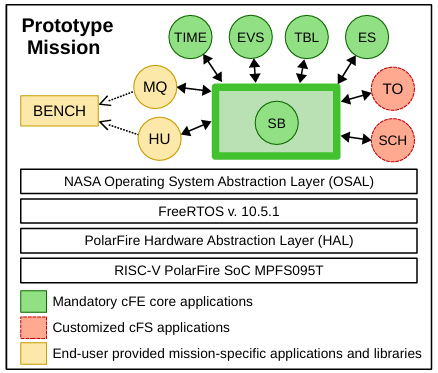 Prototype
Mission
TIME
EVS
TBL
ES
MQ
TO
BENCH
SB
HU
SCH
NASA Operating System Abstraction Layer (OSAL)
FreeRTOS v. 10.5.1
PolarFire Hardware Abstraction Layer (HAL)
RISC-V PolarFire SoC MPFS095T
Mandatory cFE core applications
Customized cFS applications
End-user provided mission-specific applications and libraries